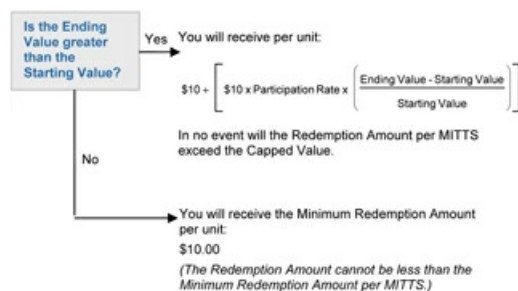 Is the Ending
Value greater
than the
Starting Value?
Yes
You will receive per unit:
$10 + [ $10 x Participation Rate x ( Ending Value - Starting Value
Starting Value ) ]
In no event will the Redemption Amount per MITTS
exceed the Capped Value.
No
You will receive the Minimum Redemption Amount
per unit:
$10.00
(The Redemption Amount cannot be less than the
Minimum Redemption Amount per MITTS.)